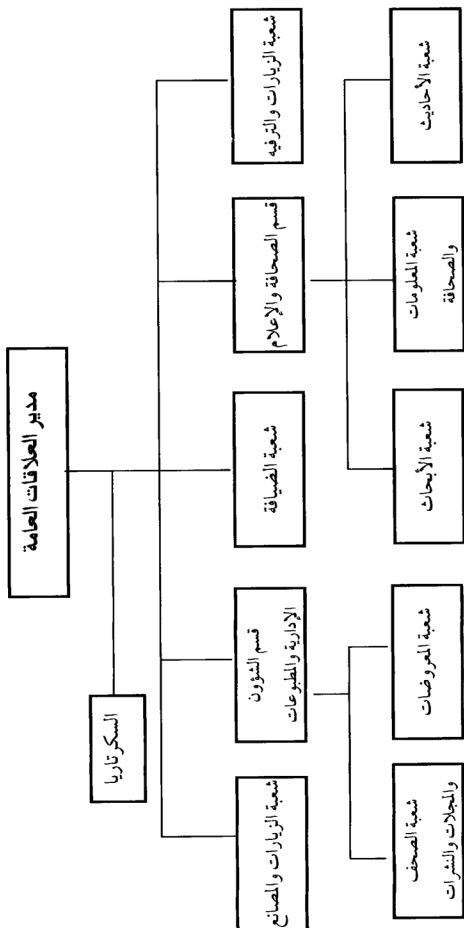 مدير العلاقات العامة
السكرتاريا
شعبة الزيارات والترفيه
قسم الصحافة والإعلام
شعبة الضيافة
قسم الشؤون
الإدارية والمطبوعات
شعبة الزيارات والمصانع
شعبة الأحاديث
شعبة المعلومات
والصحافة
شعبة الأبحاث
شعبة المعروضات
شعبة الصحف
والمجلات والنشرات